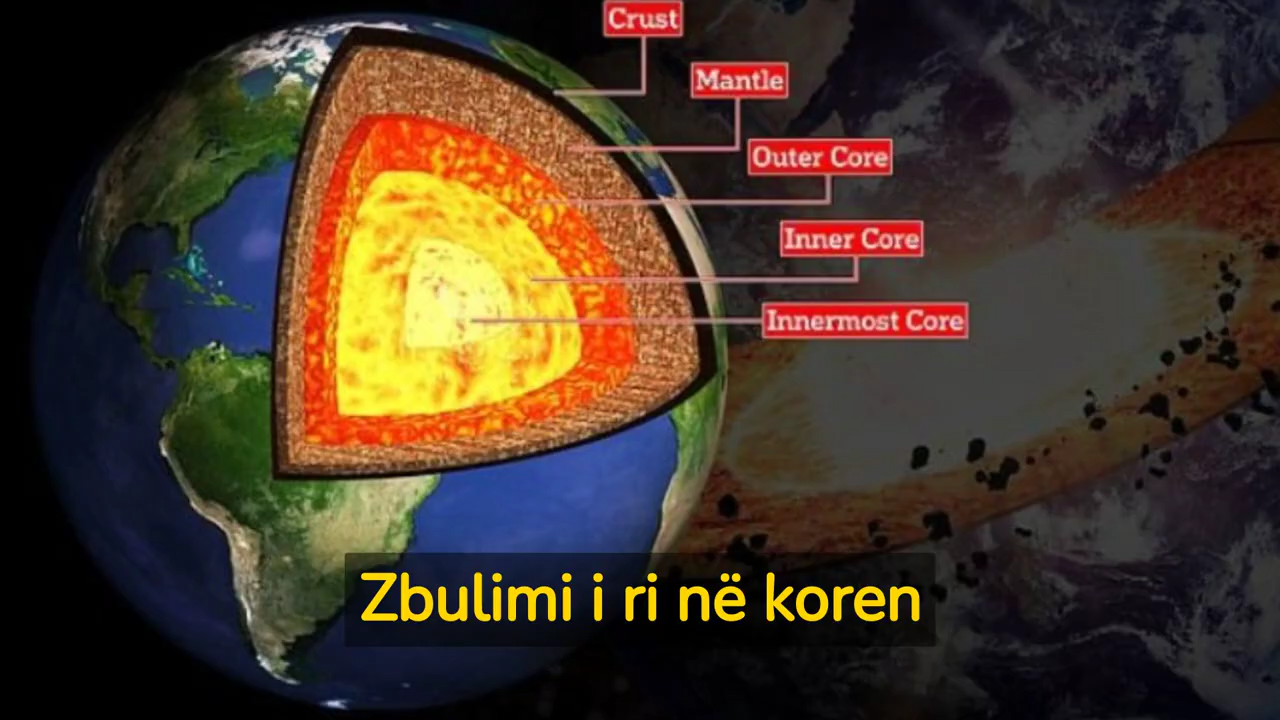 Crust
Mantle
Outer Core
Inner Core
Innermost Core
Zbulimi i ri në koren